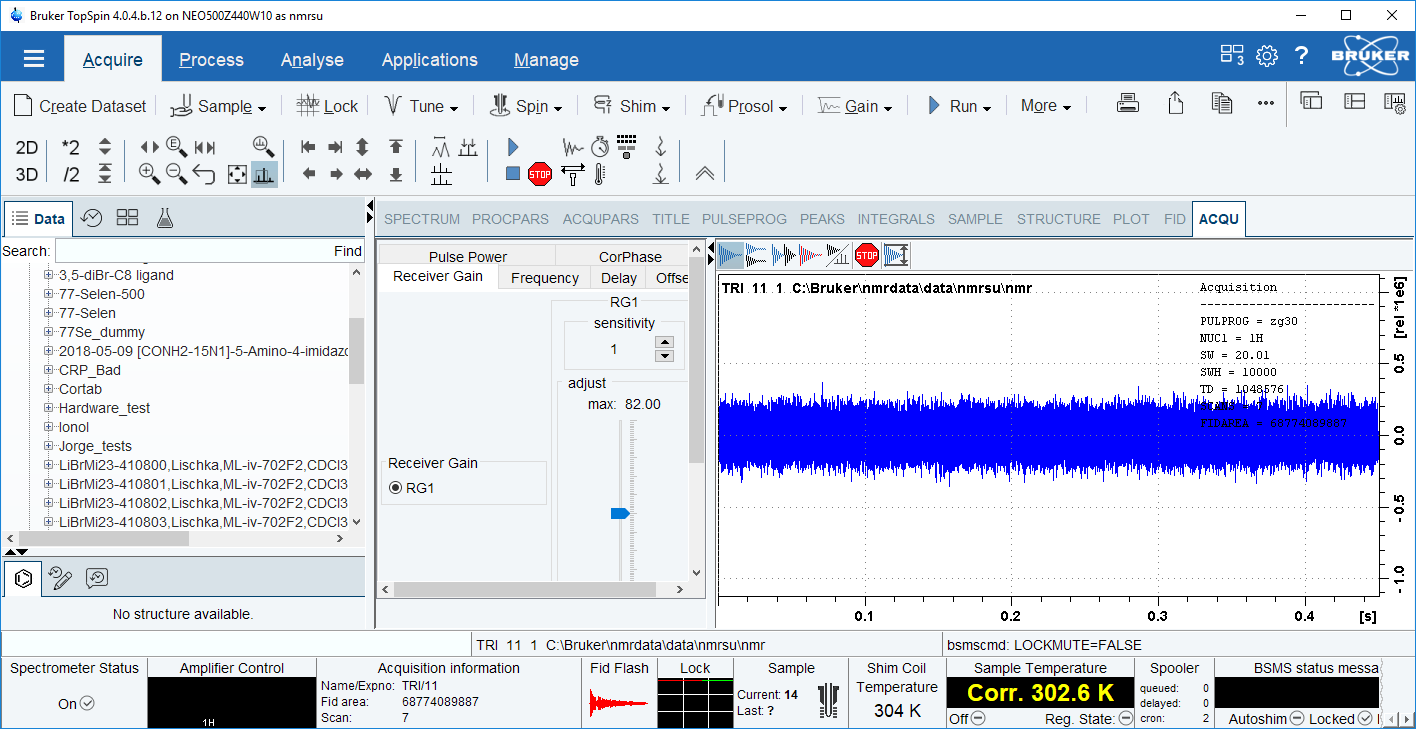 Bruker TopSpin 4.0.4.b.12 on NEO500Z440W10 as nmrsu
Acquire Process Analyse Applications Manage
3
BRUKER
Create Dataset Sample Lock Tune Spin Shim Prosol Gain Run More
2D *2 E
3D /2 STOP
Data
SPECTRUM PROCPARS ACQUPARS TITLE PULSEPROG PEAKS INTEGRALS SAMPLE STRUCTURE PLOT FID ACQU
Search: Find
3,5-diBr-C8 ligand
77-Selen-500
77-Selen
77Se_dummy
2018-05-09 [CONH2-15N1]-5-Amino-4-imidazo
CRP_Bad
Cortab
Hardware_test
Ionol
Jorge_tests
LiBrMi23-410800,Lischka,ML-iv-702F2,CDCl3
LiBrMi23-410801,Lischka,ML-iv-702F2,CDCl3
LiBrMi23-410802,Lischka,ML-iv-702F2,CDCl3
LiBrMi23-410803,Lischka,ML-iv-702F2,CDCl3
No structure available.
Pulse Power CorPhase
Receiver Gain Frequency Delay Offse
RG1
sensitivity
1
adjust
max: 82.00
Receiver Gain
RG1
STOP
TRI 11 1 C:\Bruker\nmrdata\data\nmrsu\nmr
Acquisition
PULPROG = zg30
NUC1 = 1H
SW = 20.01
SWH = 10000
TD = 1048576
FIDAREA = 68774089887
[rel *1e6]
0.5
0.0
- 0.5
- 1.0
0.1 0.2 0.3 0.4 [s]
TRI 11 1 C:\Bruker\nmrdata\data\nmrsu\nmr
bsmscmd: LOCKMUTE=FALSE
Spectrometer Status
On
Amplifier Control
1H
Acquisition information
Name/Expno: TRI/11
Fid area: 68774089887
Scan: 7
Fid Flash
Lock
Sample
Current: 14
Last: ?
Shim Coil
Temperature
304 K
Sample Temperature
Corr. 302.6 K
Off Reg. State:
Spooler
queued: 0
delayed: 0
cron: 2
BSMS status messa
Autoshim Locked